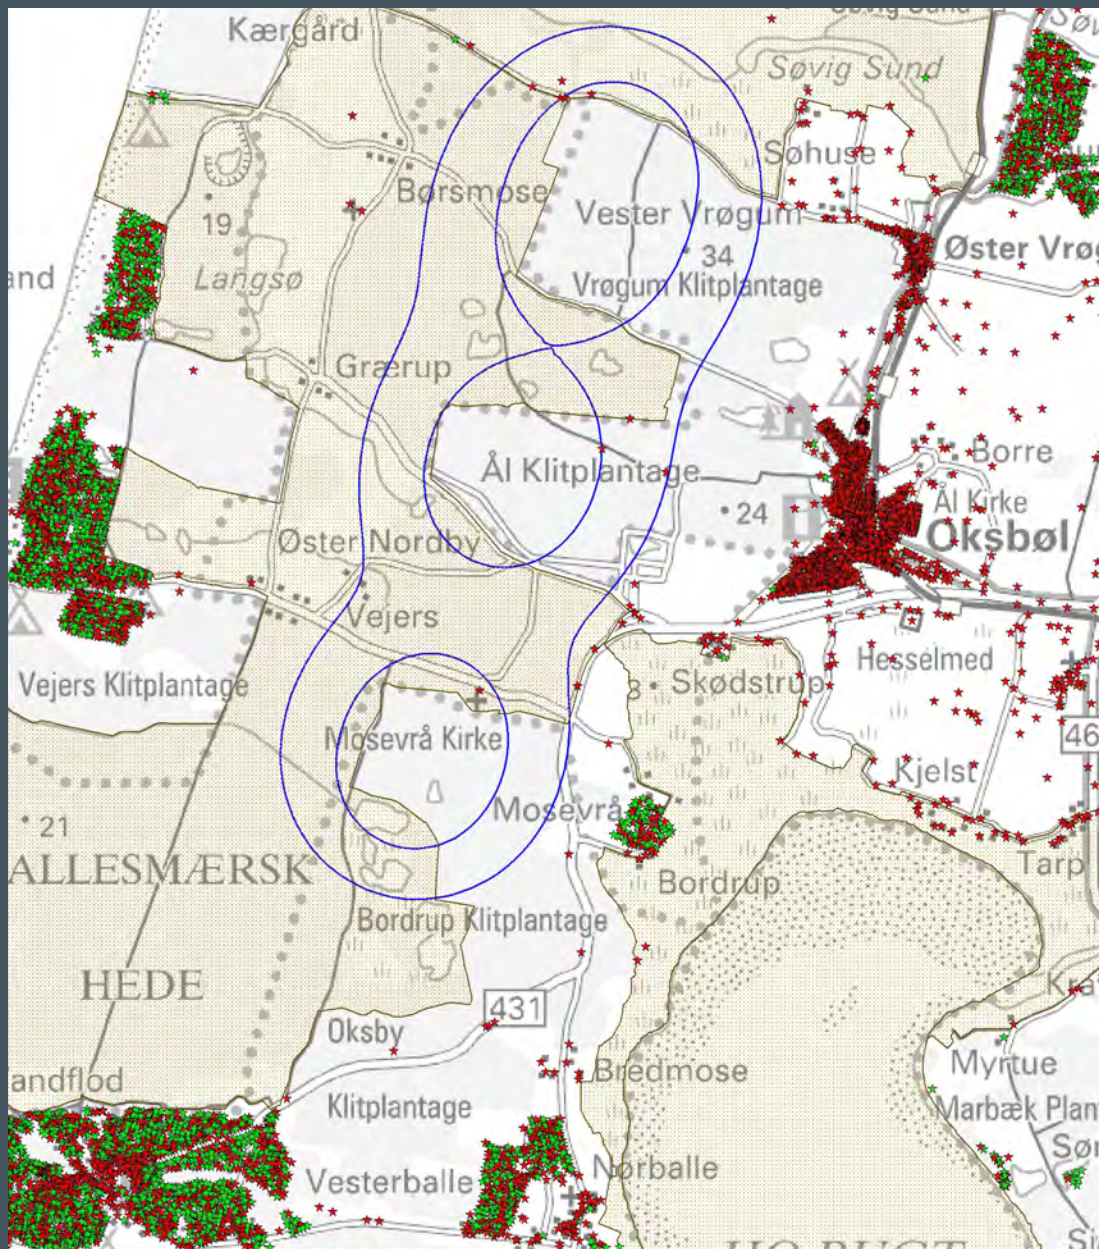 Kærgård
Søvig Sund
Børsmose
Søhuse
19
Vester Vrøgum
34
Øster Vrøg
Langsø
and
Vrøgum Klitplantage
Grærup
Ål Klitplantage
Borre
24
Ål Kirke
Oksbøl
Øster Nordby
Vejers
Hesselmed
Vejers Klitplantage
Skødstrup
Mosevrå Kirke
46
Kjelst
Mosevrå
21
ALLESMÆRSK
Bordrup
Tarp
Bordrup Klitplantage
HEDE
431
Oksby
Klitplantage
Bredmose
Myrtue
andflod
Marbæk Plan
Vesterballe
Nørballe